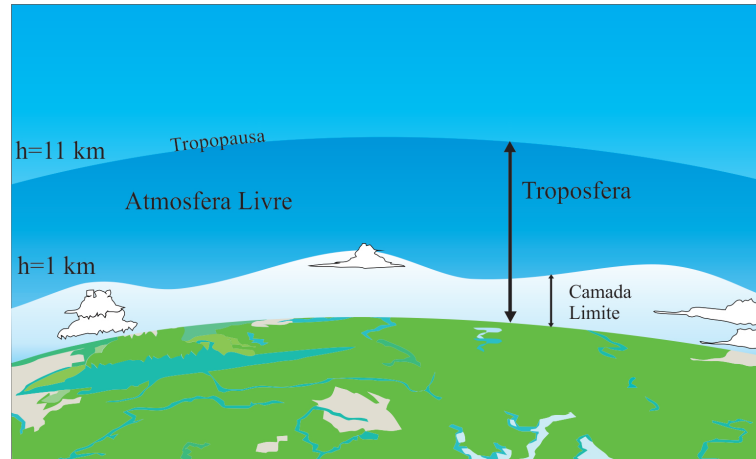 Tropopausa
h=11 km
Atmosfera Livre
Troposfera
h=1 km
Camada
Limite